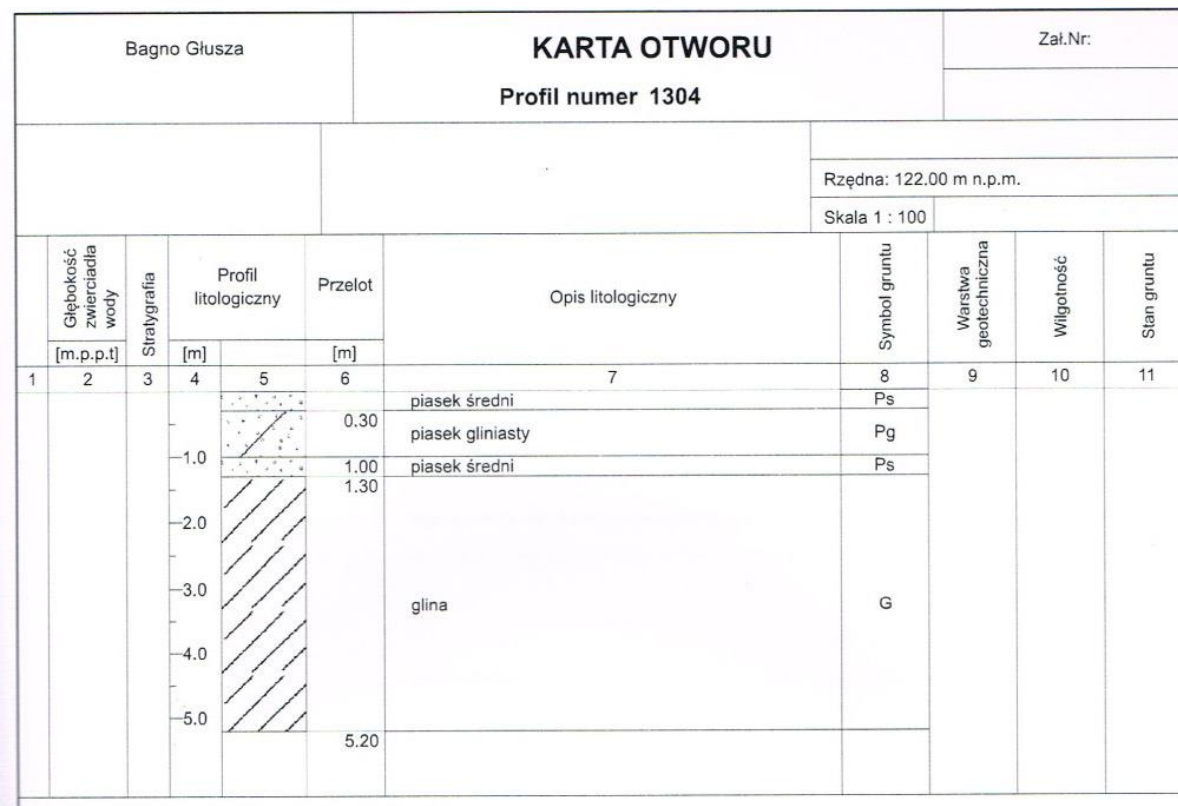 Bagno Głusza
KARTA OTWORU
Zał.Nr:
Profil numer 1304
Rzędna: 122.00 m n.p.m.
Skala 1 : 100
Głębokość
zwierciadła
wody
[m.p.p.t]
Stratygrafia
Profil
litologiczny
[m]
Przelot
[m]
Opis litologiczny
Symbol gruntu
Warstwa
geotechniczna
Wilgotność
Stan gruntu
1 2 3 4 5 6 7 8 9 10 11
piasek średni Ps
0.30
piasek gliniasty Pg
1.0
1.00 piasek średni Ps
1.30
2.0
3.0
glina G
4.0
5.0
5.20